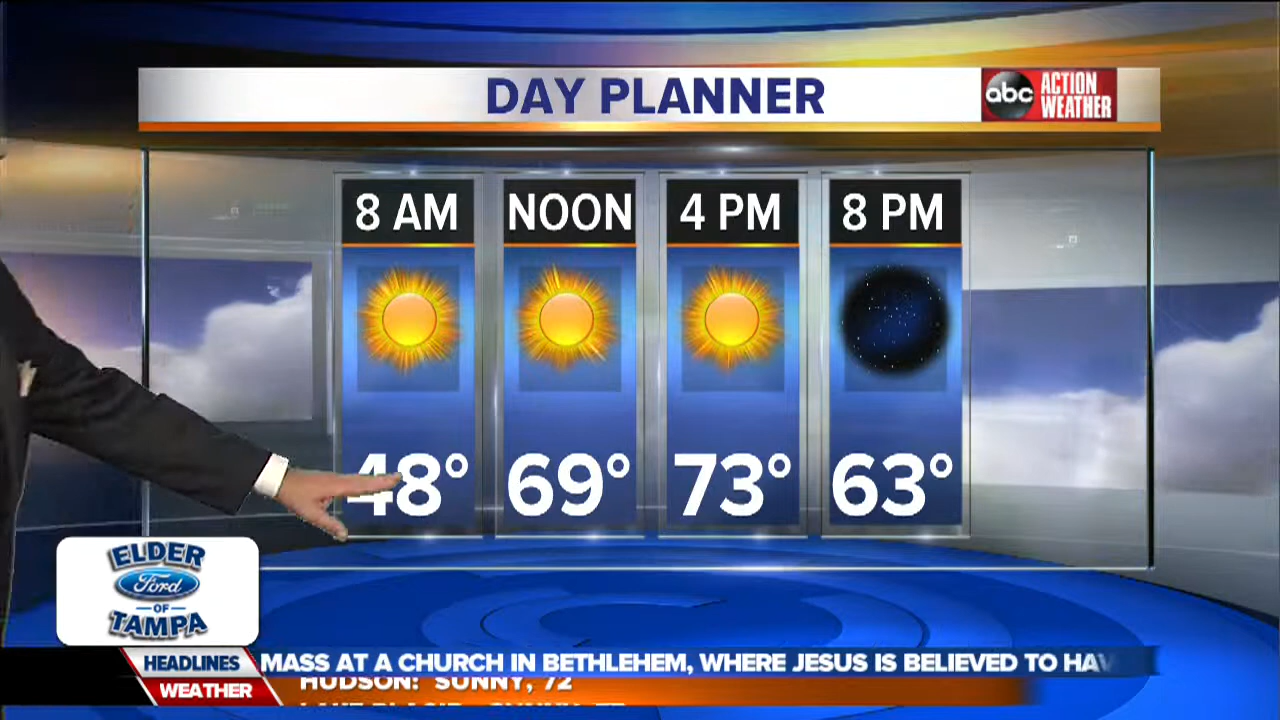 DAY PLANNER
abc ACTION WEATHER
8 AM NOON 4 PM 8 PM
48° 69° 73° 63°
ELDER
Ford
OF
TAMPA
HEADLINES MASS AT A CHURCH IN BETHLEHEM, WHERE JESUS IS BELIEVED TO HAV
WEATHER HUDSON: SUNNY, 72